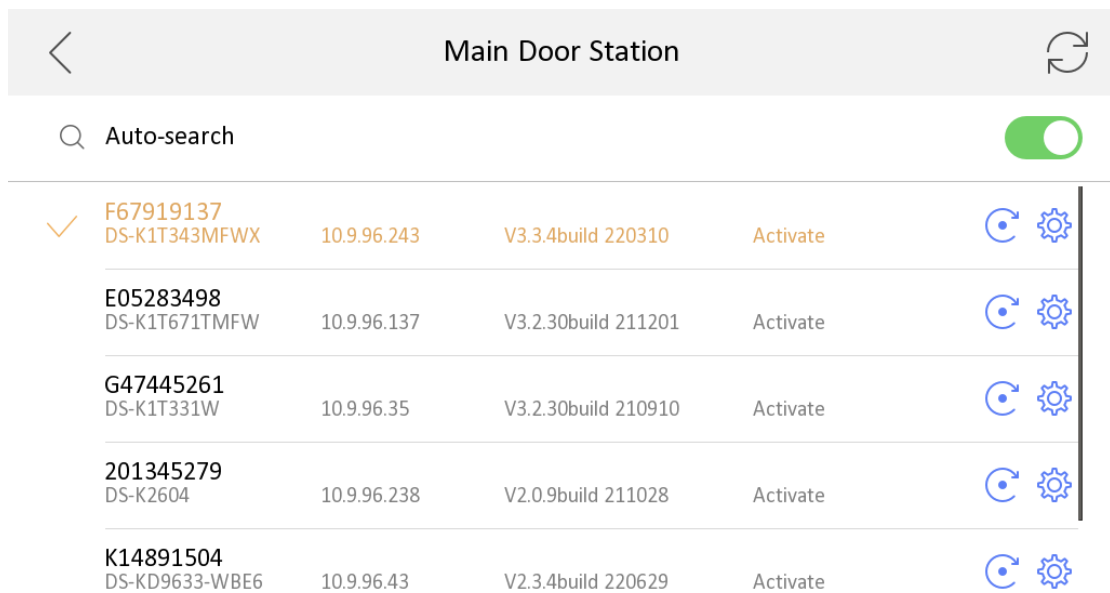 Main Door Station
Auto-search
F67919137
DS-K1T343MFWX 10.9.96.243 V3.3.4build 220310 Activate
E05283498
DS-K1T671TMFW 10.9.96.137 V3.2.30build 211201 Activate
G47445261
DS-K1T331W 10.9.96.35 V3.2.30build 210910 Activate
201345279
DS-K2604 10.9.96.238 V2.0.9build 211028 Activate
K14891504
DS-KD9633-WBE6 10.9.96.43 V2.3.4build 220629 Activate